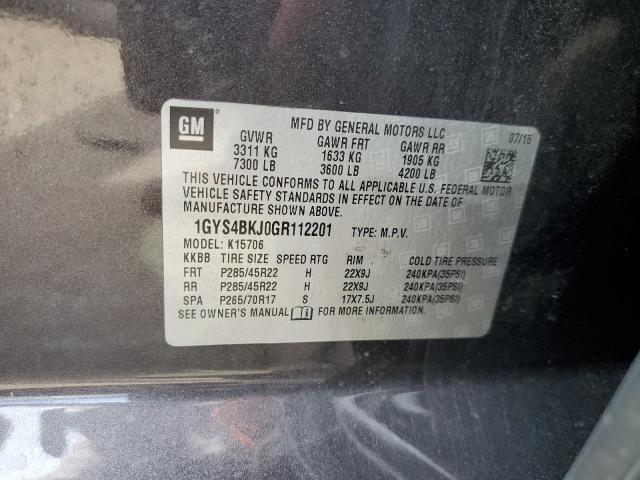 GM
MFD BY GENERAL MOTORS LLC
07/15
GVWR GAWR FRT GAWR RR
3311 KG 1633 KG 1905 KG
7300 LB 3600 LB 4200 LB
THIS VEHICLE CONFORMS TO ALL APPLICABLE U.S. FEDERAL MOTOR
VEHICLE SAFETY STANDARDS IN EFFECT ON THE DATE OF
MANUFACTURE SHOWN ABOVE.
1GYS4BKJ0GR112201 TYPE: M.P.V.
MODEL: K15706
KKBB TIRE SIZE SPEED RTG RIM COLD TIRE PRESSURE
FRT P285/45R22 H 22X9J 240KPA(35PSI)
RR P285/45R22 H 22X9J 240KPA(35PSI)
SPA P265/70R17 S 17X7.5J 240KPA(35PSI)
SEE OWNER'S MANUAL FOR MORE INFORMATION.